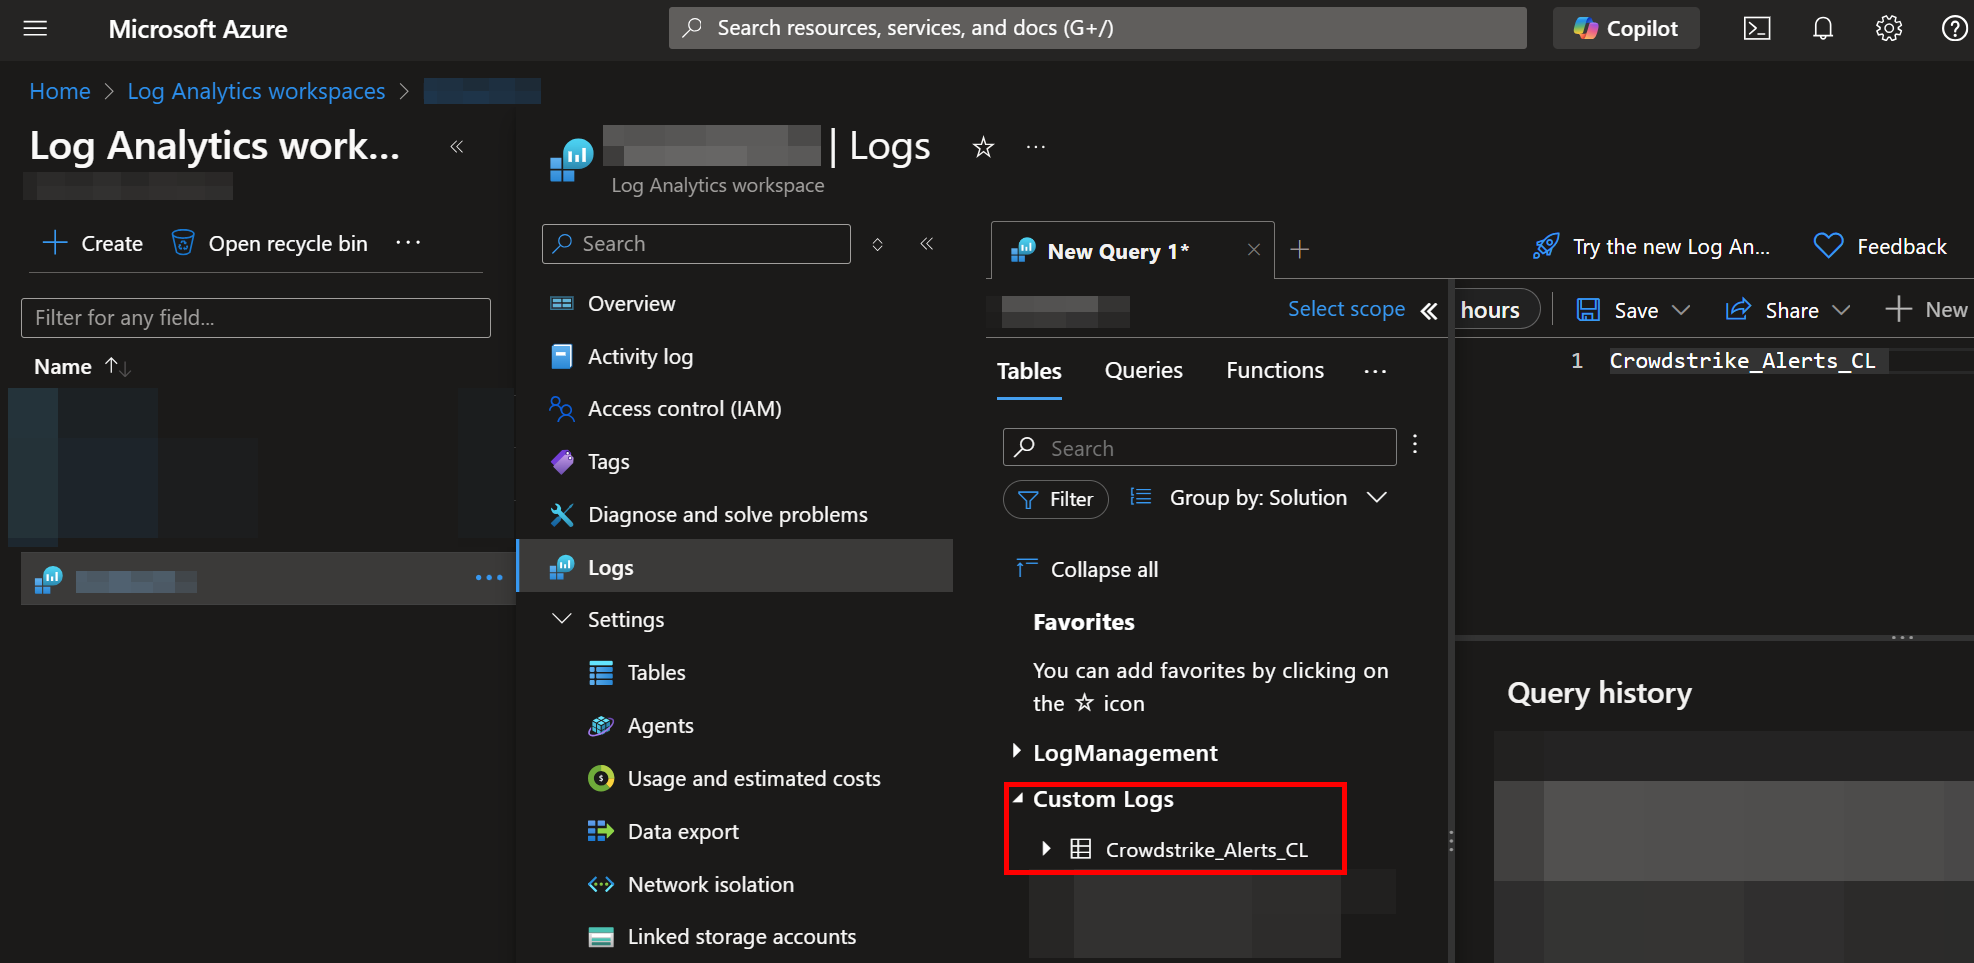 Microsoft Azure
Search resources, services, and docs (G+/)
Copilot
Home > Log Analytics workspaces >
Log Analytics work...
| Logs
Log Analytics workspace
Create
Open recycle bin
Filter for any field...
Name
Search
Overview
Activity log
Access control (IAM)
Tags
Diagnose and solve problems
Logs
Settings
Tables
Agents
Usage and estimated costs
Data export
Network isolation
Linked storage accounts
New Query 1*
Try the new Log An...
Feedback
Select scope
hours
Save
Share
New
Tables
Queries
Functions
Search
Filter
Group by: Solution
Collapse all
Favorites
You can add favorites by clicking on
the ☆ icon
LogManagement
Custom Logs
Crowdstrike_Alerts_CL
1 Crowdstrike_Alerts_CL
Query history